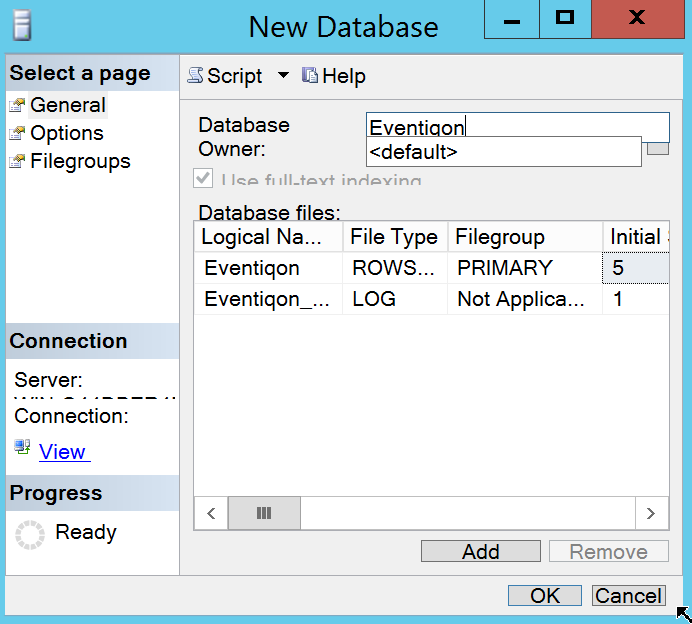 New Database
Select a page
General
Options
Filegroups
Connection
Server:
Connection:
View
Progress
Ready
Script Help
Database
Eventiqon
Owner:
<default>
Use full-text indexing
Database files:
Logical Na... File Type Filegroup Initial
Eventiqon ROWS... PRIMARY 5
Eventiqon_... LOG Not Applica... 1
Add Remove
OK Cancel